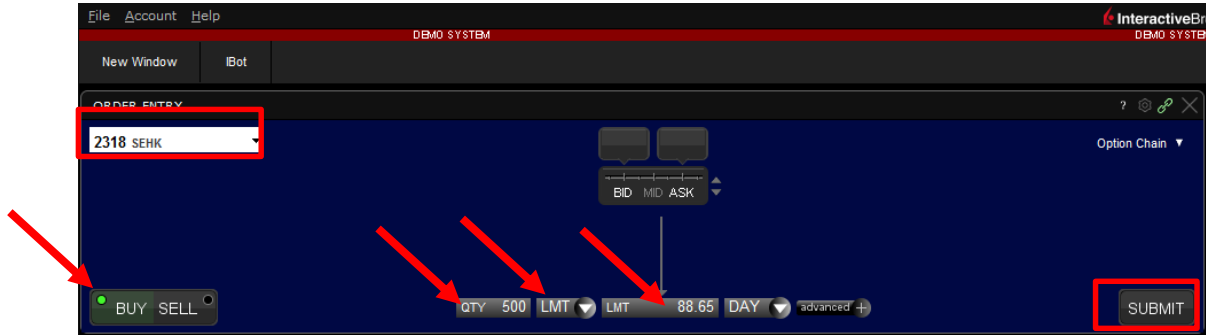 File Account Help
InteractiveBr
DEMO SYSTEM
DEMO SYSTE
New Window IBot
ORDER ENTRY
?
2318 SEHK
Option Chain
BID MID ASK
BUY SELL QTY 500 LMT LMT 88.65 DAY advanced + SUBMIT